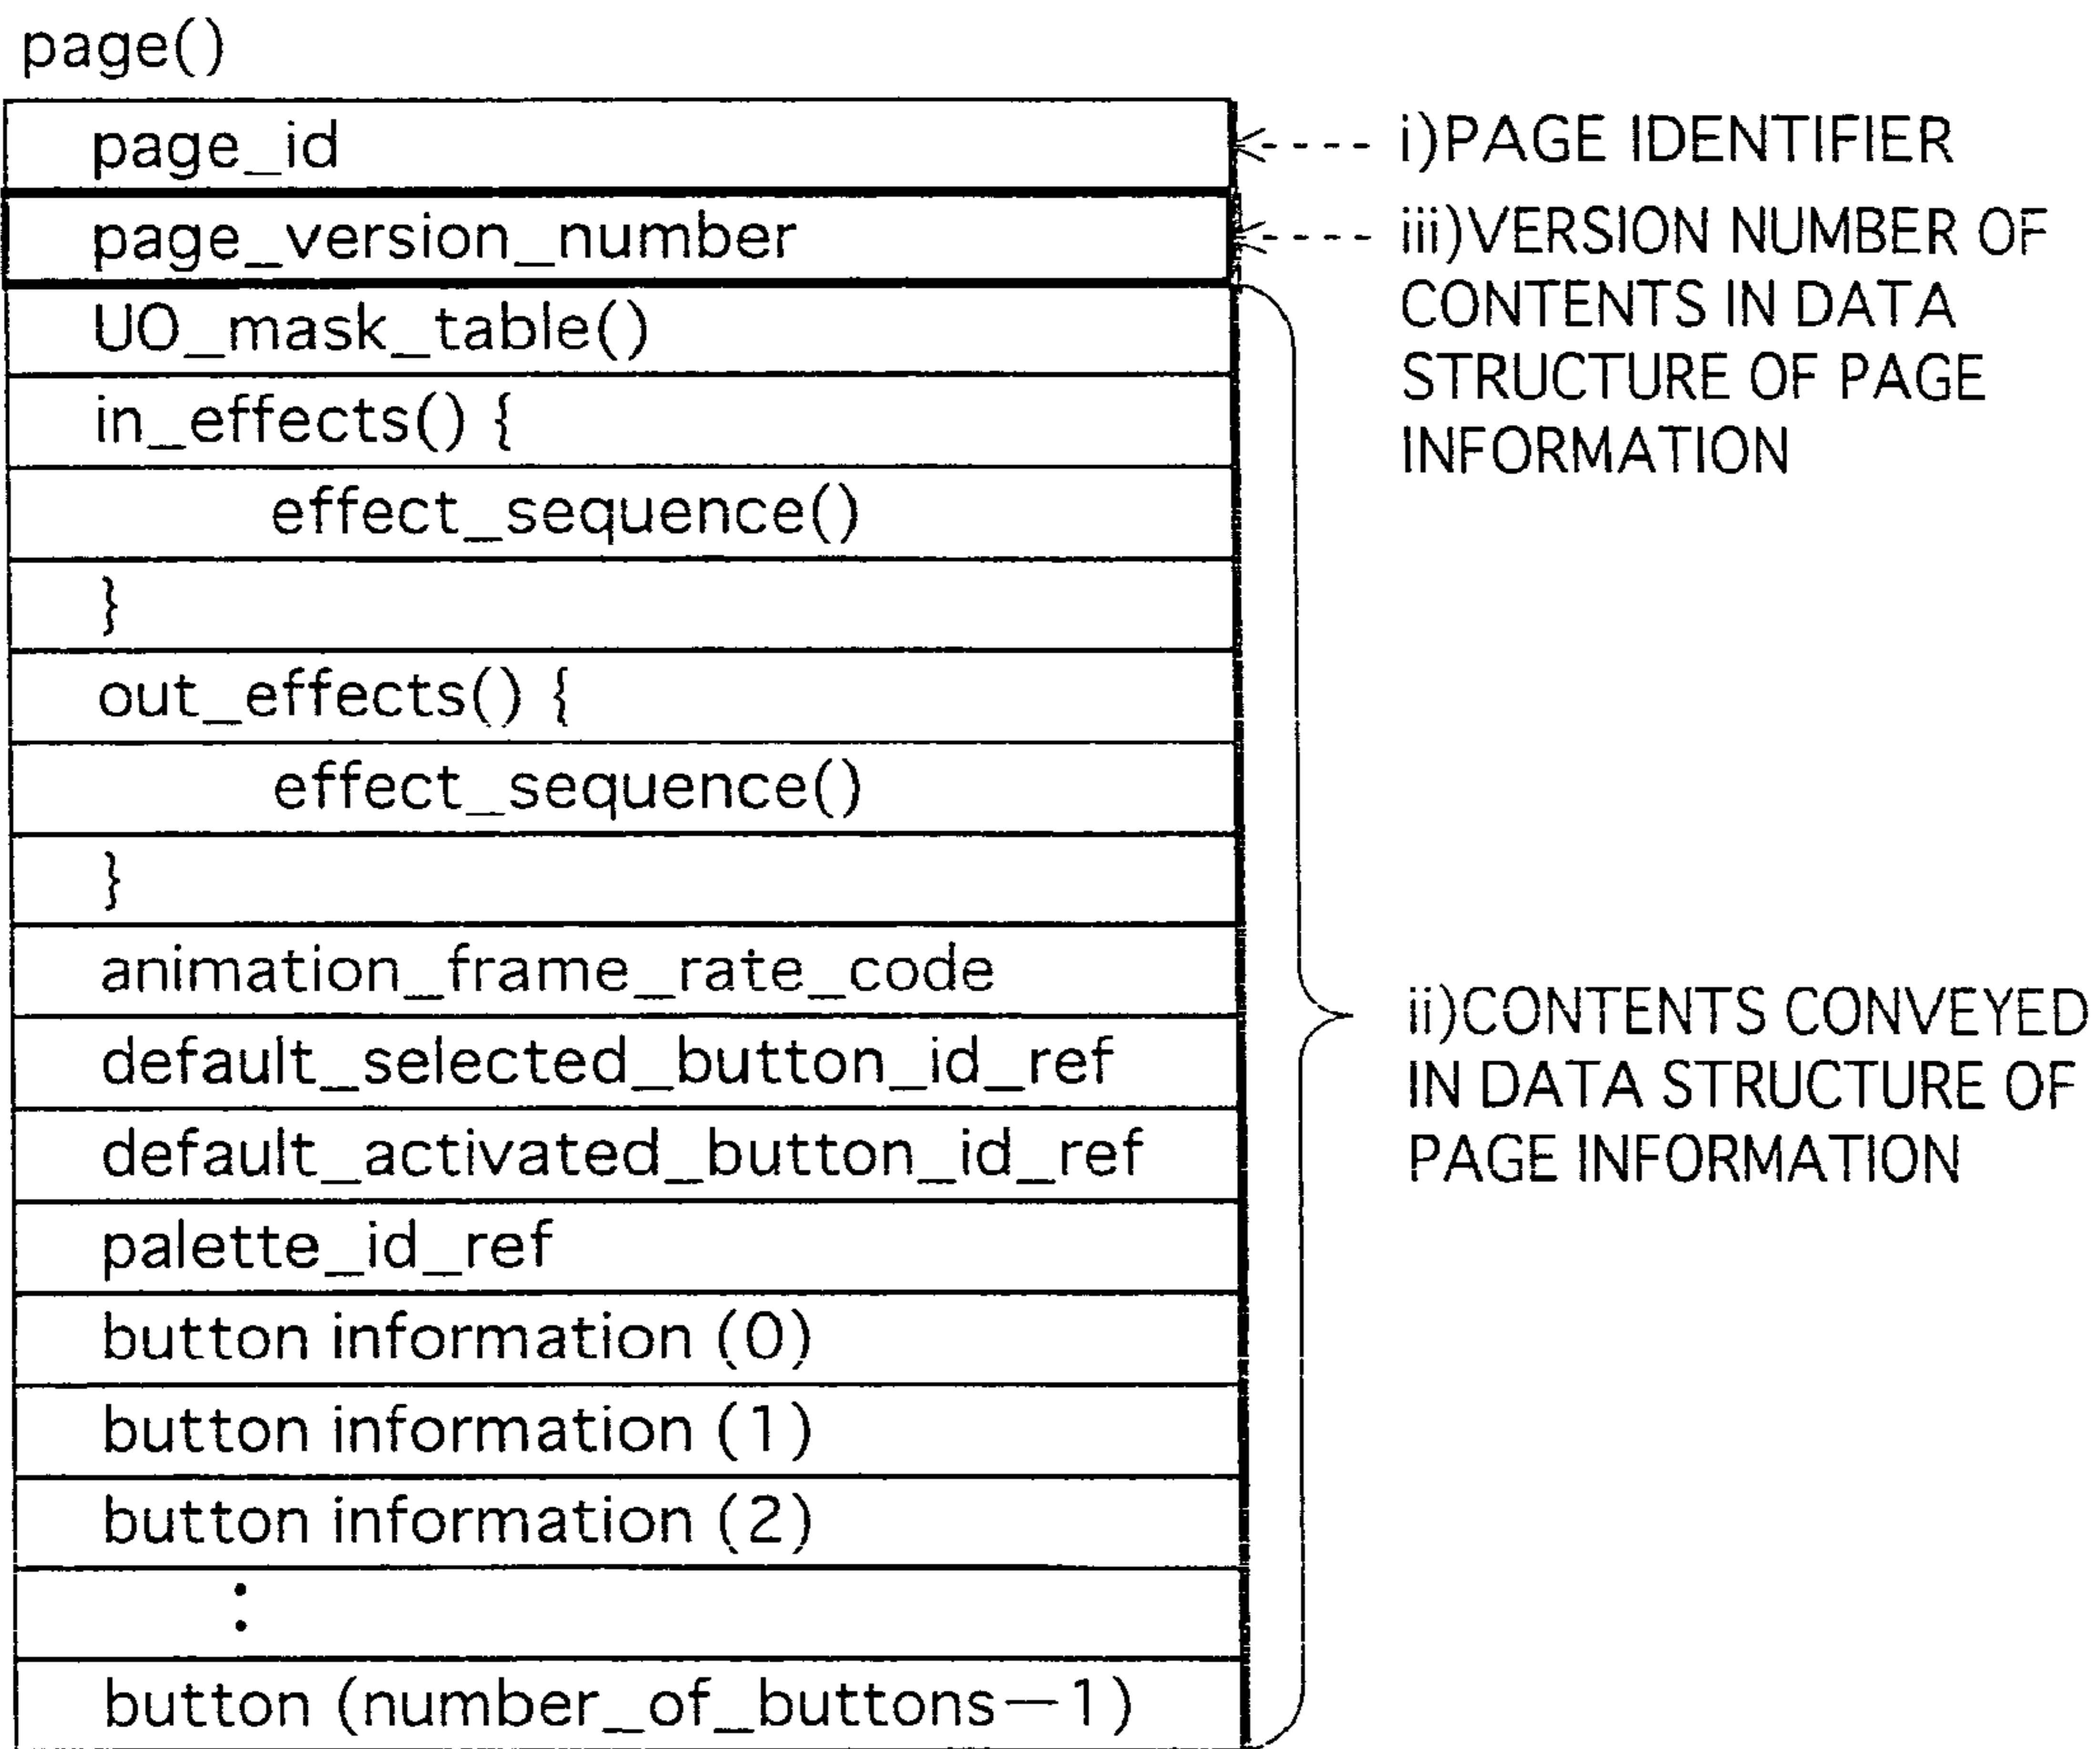 page()
page_id
i)PAGE IDENTIFIER
page_version_number
iii)VERSION NUMBER OF
CONTENTS IN DATA
STRUCTURE OF PAGE
INFORMATION
UO_mask_table()
in_effects() {
effect_sequence()
}
out_effects() {
effect_sequence()
}
animation_frame_rate_code
default_selected_button_id_ref
default_activated_button_id_ref
palette_id_ref
button information (0)
button information (1)
button information (2)
:
button (number_of_buttons—1)
ii)CONTENTS CONVEYED
IN DATA STRUCTURE OF
PAGE INFORMATION